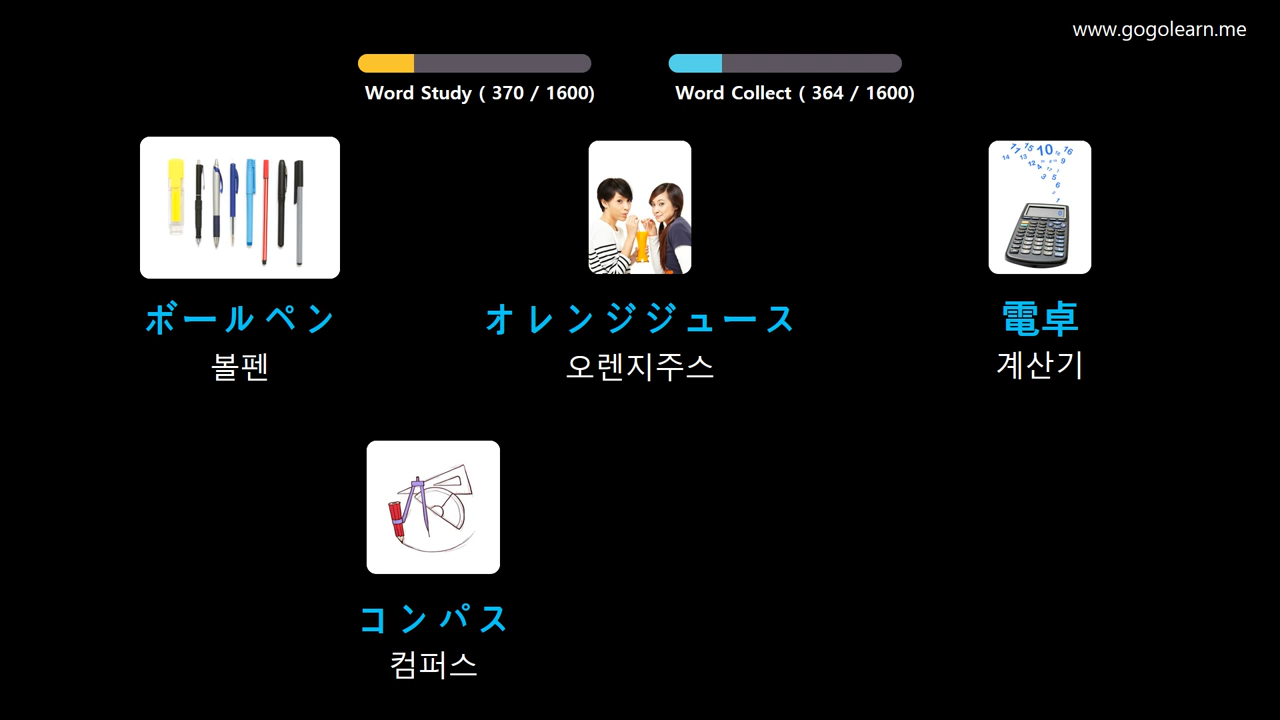 www.gogolearn.me
Word Study ( 370 / 1600)
Word Collect ( 364 / 1600)
ボールペン
볼펜
オレンジジュース
오렌지주스
電卓
계산기
コンパス
컴퍼스